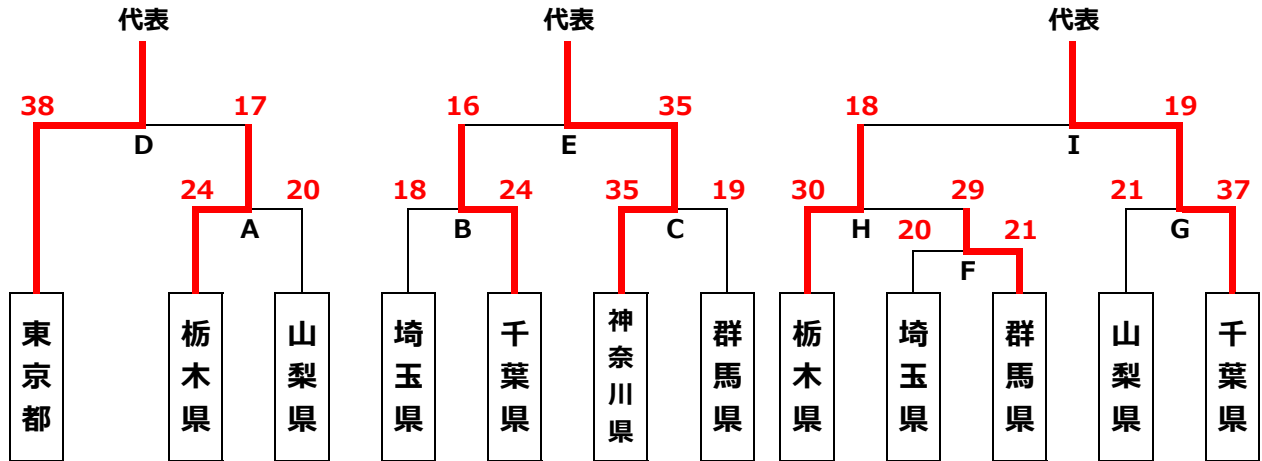 代表 代表 代表
38 17 16 35 18 19
D E I
24 20 18 24 35 19 30 29 21 37
A B C H 20 21 G
F
東京都 栃木県 山梨県 埼玉県 千葉県 神奈川県 群馬県 栃木県 埼玉県 群馬県 山梨県 千葉県